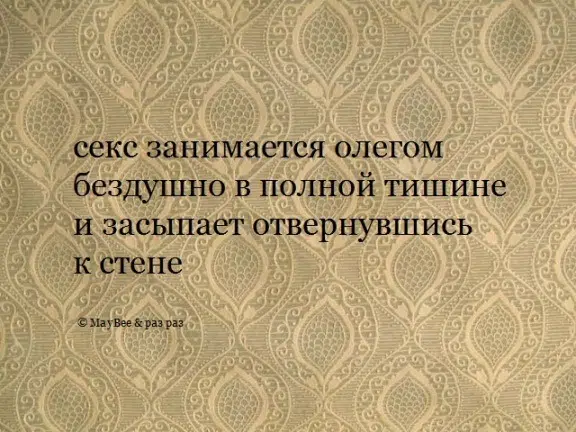 секс занимается олегом
бездушно в полной тишине
и засыпает отвернувшись
к стене
© MayBee & раз раз